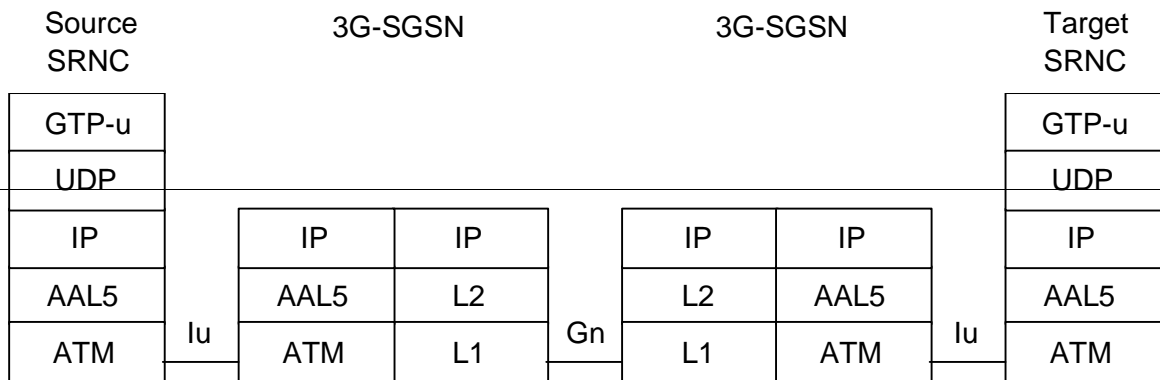 Source SRNC
3G-SGSN
3G-SGSN
Target SRNC
GTP-u
GTP-u
UDP
UDP
IP
IP
IP
IP
IP
IP
AAL5
AAL5
L2
L2
AAL5
AAL5
ATM
Iu
ATM
L1
Gn
L1
ATM
Iu
ATM